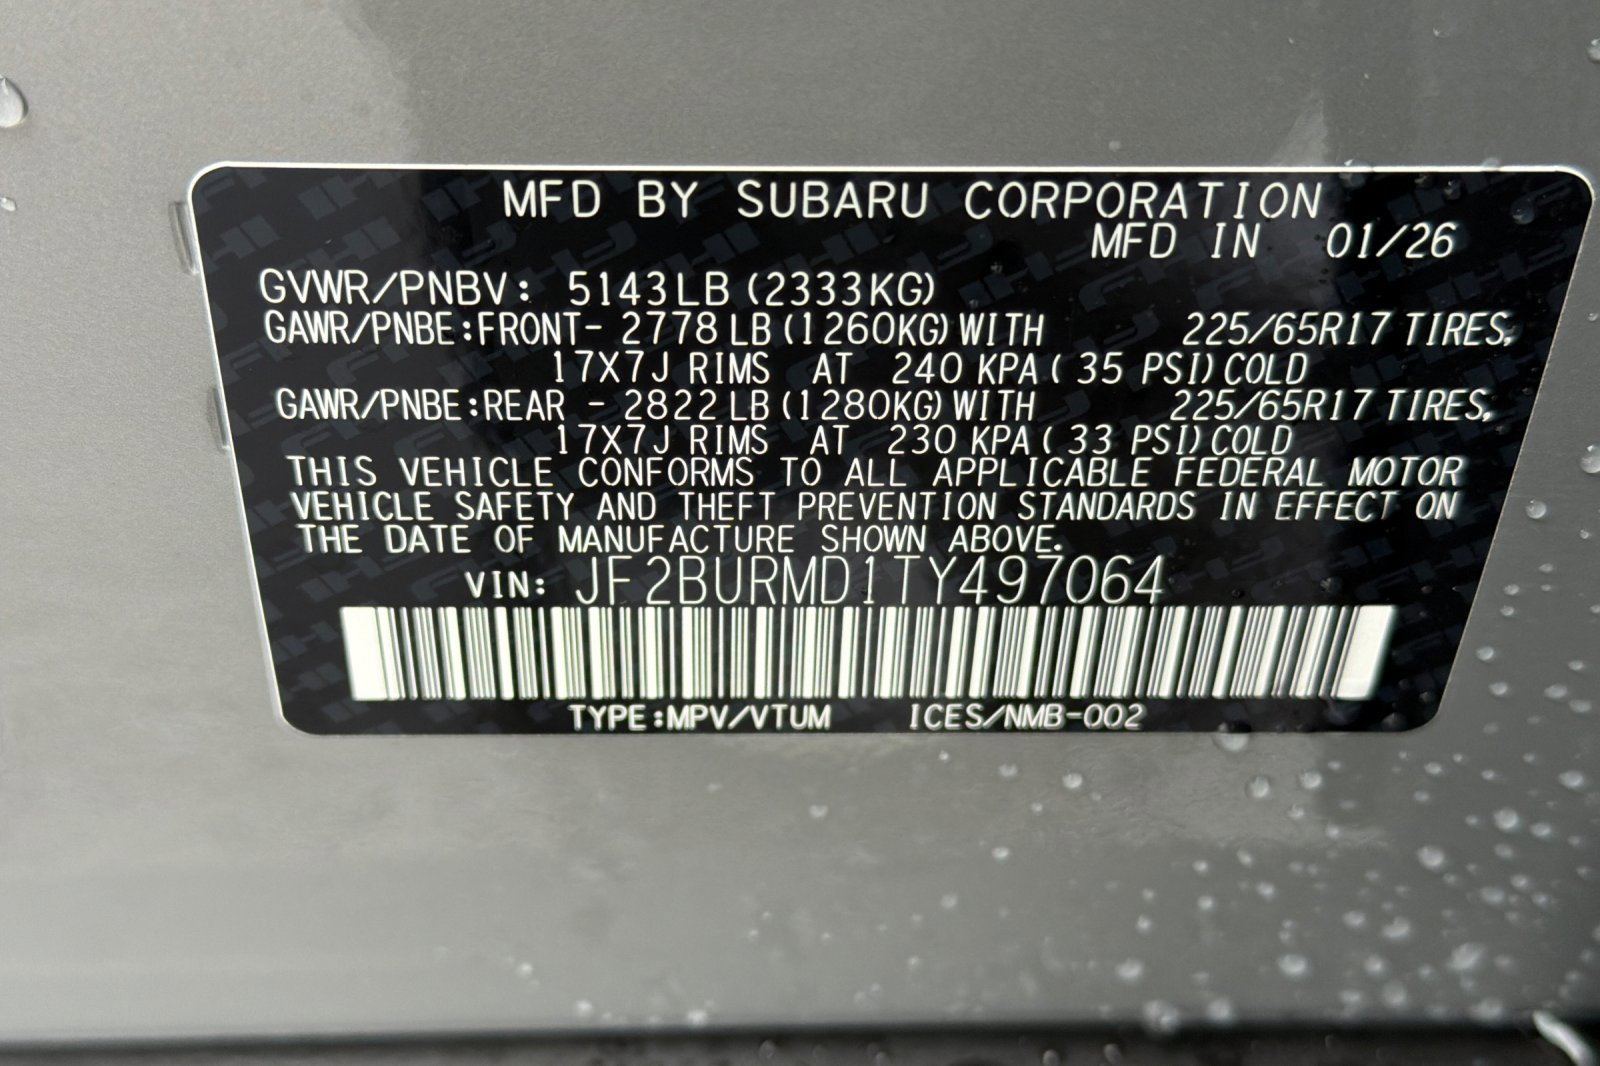 MFD BY SUBARU CORPORATION
MFD IN 01/26
GVWR/PNBV: 5143LB (2333KG)
GAWR/PNBE:FRONT- 2778 LB (1260KG) WITH 225/65R17 TIRES,
17X7J RIMS AT 240 KPA ( 35 PSI) COLD
GAWR/PNBE:REAR - 2822 LB (1280KG) WITH 225/65R17 TIRES,
17X7J RIMS AT 230 KPA ( 33 PSI) COLD
THIS VEHICLE CONFORMS TO ALL APPLICABLE FEDERAL MOTOR
VEHICLE SAFETY AND THEFT PREVENTION STANDARDS IN EFFECT ON
THE DATE OF MANUFACTURE SHOWN ABOVE.
VIN: JF2BURMD1TY497064
TYPE:MPV/VTUM ICES/NMB-002